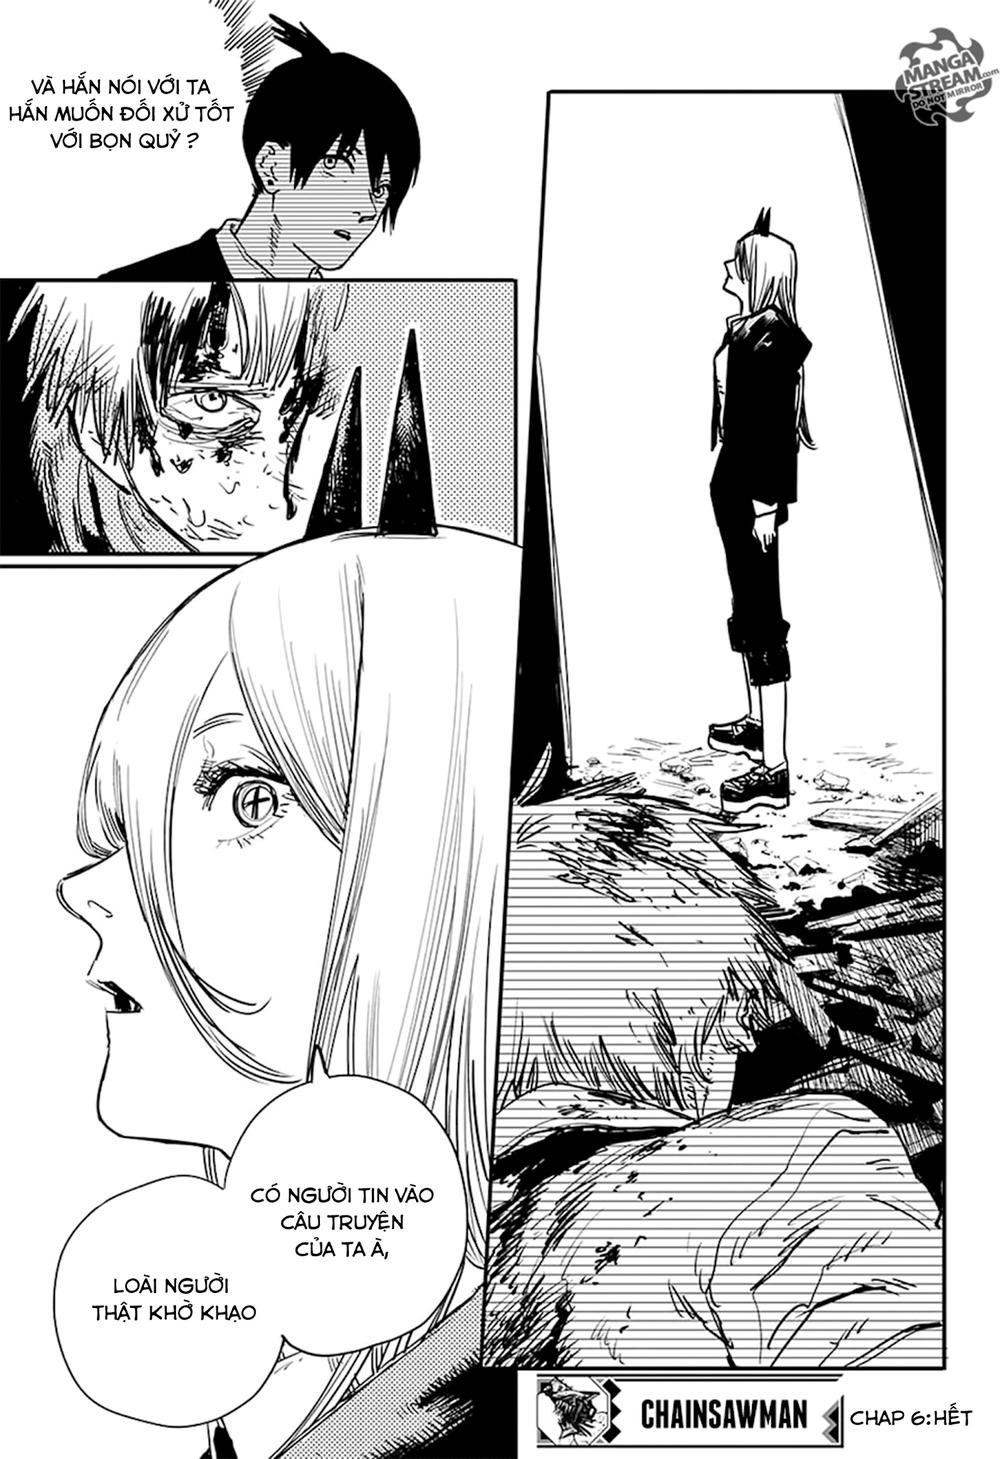 VÀ HẮN NÓI VỚI TA
HẮN MUỐN ĐỐI XỬ TỐT
VỚI BỌN QUỶ ?
MANGA
STREAM.com
DO NOT MIRROR
CÓ NGƯỜI TIN VÀO
CÂU TRUYỆN
CỦA TA À,
LOÀI NGƯỜI
THẬT KHỜ KHẠO
CHAINSAWMAN
CHAP 6:HẾT